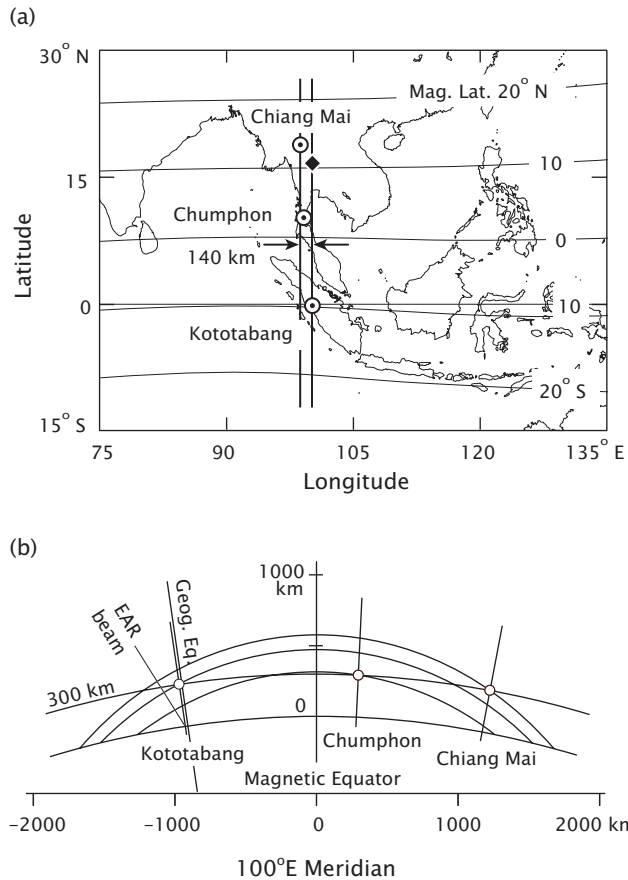 (a)
30° N
Mag. Lat. 20° N
Chiang Mai
15
10
Chumphon
0
140 km
Latitude
0
10
Kototabang
20° S
15° S
75
90
105
120
135° E
Longitude
(b)
1000
km
Geog. Eq.
EAR
beam
300 km
0
Kototabang
Chumphon
Chiang Mai
Magnetic Equator
−2000
−1000
0
1000
2000 km
100°E Meridian